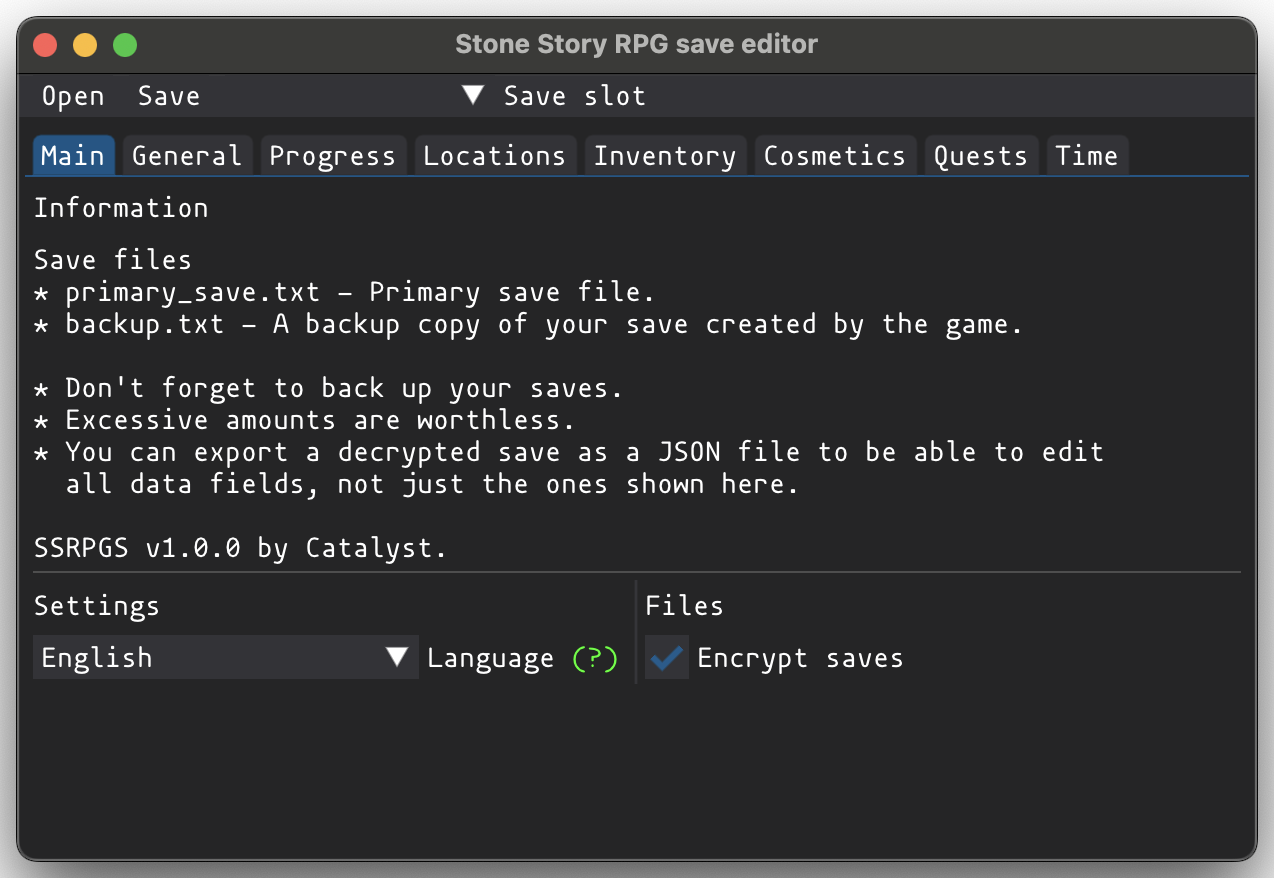 Stone Story RPG save editor
Open Save ▼ Save slot
Main General Progress Locations Inventory Cosmetics Quests Time
Information
Save files
* primary_save.txt – Primary save file.
* backup.txt – A backup copy of your save created by the game.
* Don't forget to back up your saves.
* Excessive amounts are worthless.
* You can export a decrypted save as a JSON file to be able to edit
all data fields, not just the ones shown here.
SSRPGS v1.0.0 by Catalyst.
Settings
English ▼ Language (?)
Files
Encrypt saves